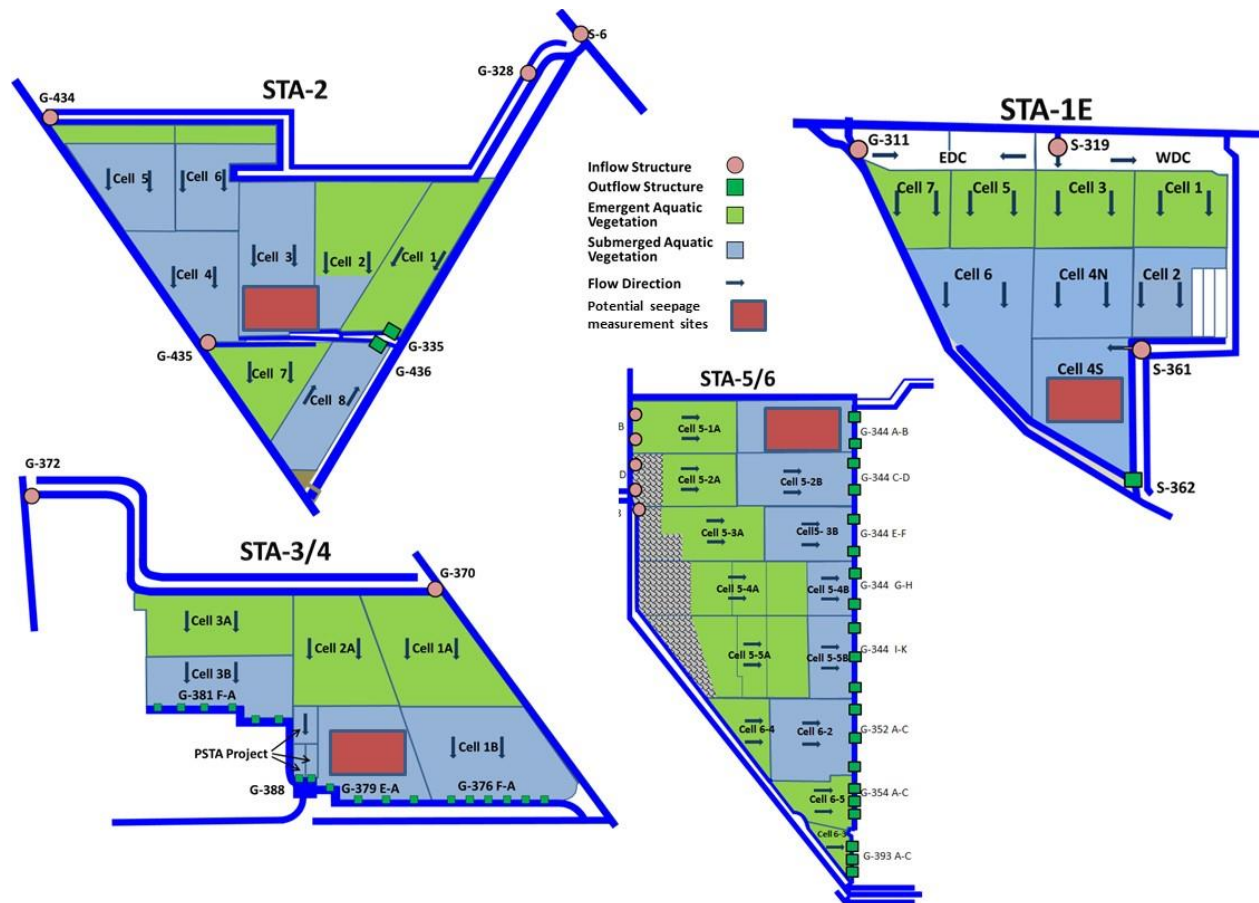 STA-2
S-6
G-328
G-434
Cell 5
Cell 6
Cell 3
Cell 2
Cell 1
Cell 4
G-435
G-335
G-436
Cell 7
Cell 8
Inflow Structure
Outflow Structure
Emergent Aquatic
Vegetation
Submerged Aquatic
Vegetation
Flow Direction
Potential seepage
measurement sites
STA-1E
G-311
S-319
EDC
WDC
Cell 7
Cell 5
Cell 3
Cell 1
Cell 6
Cell 4N
Cell 2
S-361
Cell 4S
S-362
G-372
STA-3/4
G-370
Cell 3A
Cell 2A
Cell 1A
Cell 3B
G-381 F-A
PSTA Project
Cell 1B
G-388
G-379 E-A
G-376 F-A
STA-5/6
B
Cell 5-1A
G-344 A-B
D
Cell 5-2A
Cell 5-2B
G-344 C-D
Cell 5-3A
Cell5- 3B
G-344 E-F
Cell 5-4A
Cell 5-4B
G-344 G-H
Cell 5-5A
Cell 5-5B
G-344 I-K
Cell 6-4
Cell 6-2
G-352 A-C
Cell 6-5
G-354 A-C
Cell 6-3
G-393 A-C